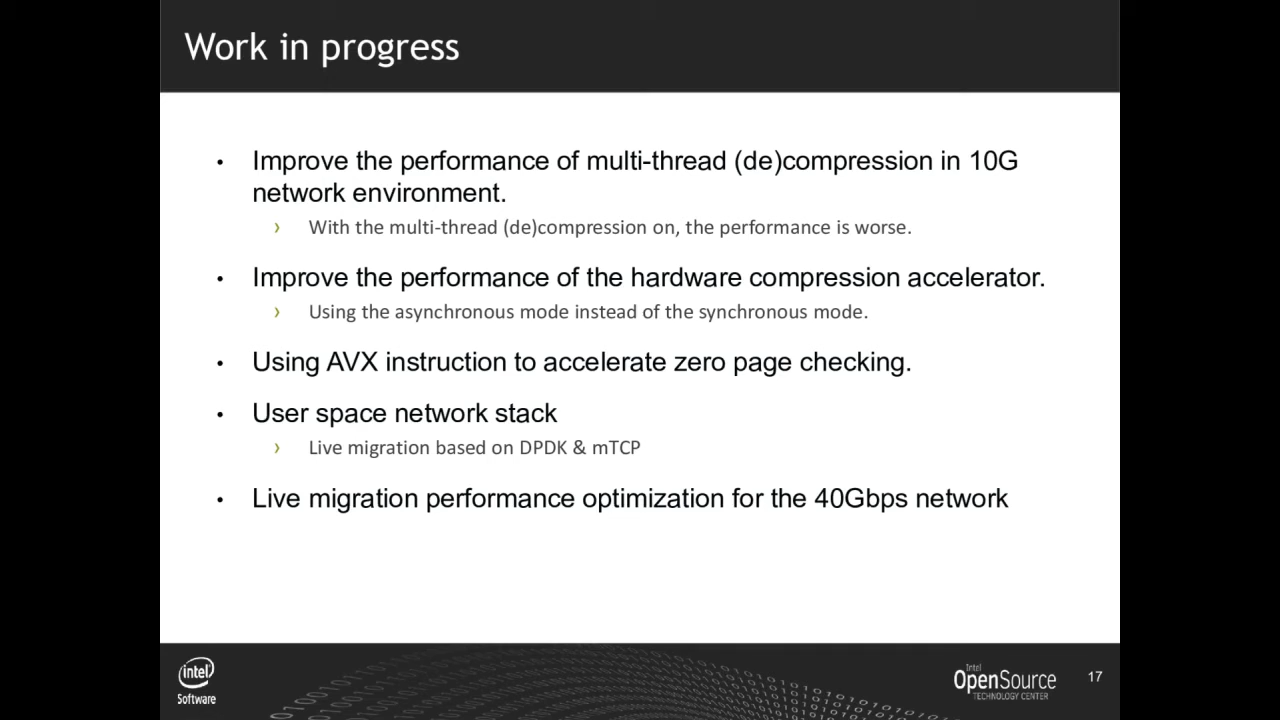 Work in progress
• Improve the performance of multi-thread (de)compression in 10G
network environment.
› With the multi-thread (de)compression on, the performance is worse.
• Improve the performance of the hardware compression accelerator.
› Using the asynchronous mode instead of the synchronous mode.
• Using AVX instruction to accelerate zero page checking.
• User space network stack
› Live migration based on DPDK & mTCP
• Live migration performance optimization for the 40Gbps network
intel
Software
Intel
OpenSource
TECHNOLOGY CENTER
17